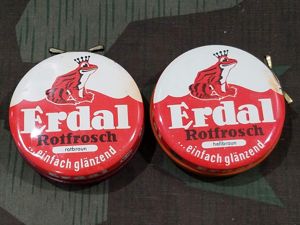 Erdal
Rotfrosch
rotbraun
...einfach glänzend...
Erdal
Rotfrosch
hellbraun
...einfach glänzend...